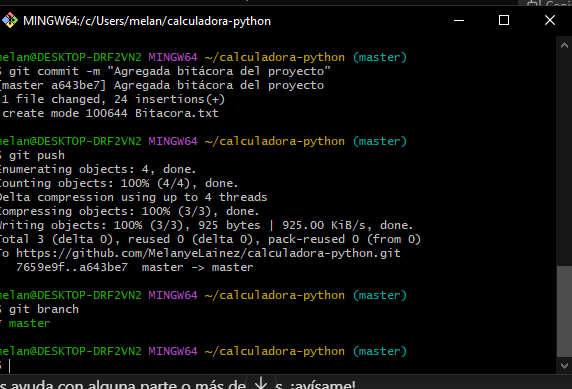 MINGW64:/c/Users/melan/calculadora-python
melan@DESKTOP-DRF2VN2 MINGW64 ~/calculadora-python (master)
$ git commit -m "Agregada bitácora del proyecto"
[master a643be7] Agregada bitácora del proyecto
1 file changed, 24 insertions(+)
create mode 100644 Bitacora.txt
melan@DESKTOP-DRF2VN2 MINGW64 ~/calculadora-python (master)
$ git push
Enumerating objects: 4, done.
Counting objects: 100% (4/4), done.
Delta compression using up to 4 threads
Compressing objects: 100% (3/3), done.
Writing objects: 100% (3/3), 925 bytes | 925.00 KiB/s, done.
Total 3 (delta 0), reused 0 (delta 0), pack-reused 0 (from 0)
To https://github.com/MelanyeLainez/calculadora-python.git
7659e9f..a643be7 master -> master
melan@DESKTOP-DRF2VN2 MINGW64 ~/calculadora-python (master)
$ git branch
* master
melan@DESKTOP-DRF2VN2 MINGW64 ~/calculadora-python (master)
$
s ayuda con alguna parte o más de s, ¡avísame!